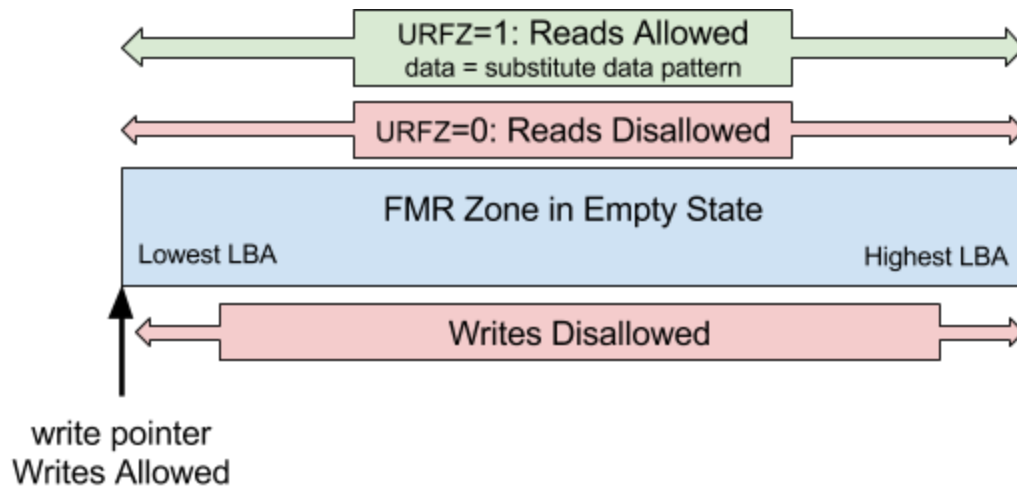 URFZ=1: Reads Allowed
data = substitute data pattern
URFZ=0: Reads Disallowed
FMR Zone in Empty State
Lowest LBA
Highest LBA
Writes Disallowed
write pointer
Writes Allowed